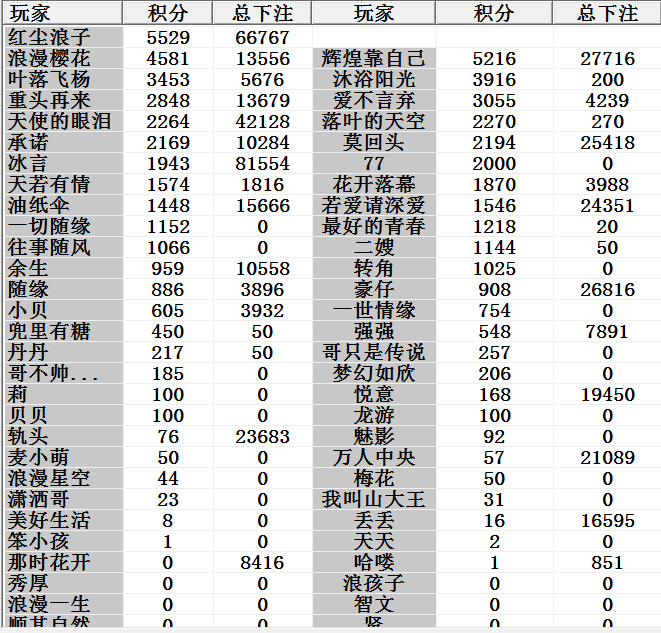 玩家 积分 总下注 玩家 积分 总下注
红尘浪子 5529 66767
浪漫樱花 4581 13556 辉煌靠自己 5216 27716
叶落飞杨 3453 5676 沐浴阳光 3916 200
重头再来 2848 13679 爱不言弃 3055 4239
天使的眼泪 2264 42128 落叶的天空 2270 270
承诺 2169 10284 莫回头 2194 25418
冰言 1943 81554 77 2000 0
天若有情 1574 1816 花开落幕 1870 3988
油纸伞 1448 15666 若爱请深爱 1546 24351
一切随缘 1152 0 最好的青春 1218 20
往事随风 1066 0 二嫂 1144 50
余生 959 10558 转角 1025 0
随缘 886 3896 豪仔 908 26816
小贝 605 3932 一世情缘 754 0
兜里有糖 450 50 强强 548 7891
丹丹 217 50 哥只是传说 257 0
哥不帅... 185 0 梦幻如欣 206 0
莉 100 0 悦意 168 19450
贝贝 100 0 龙游 100 0
轨头 76 23683 魅影 92 0
麦小萌 50 0 万人中央 57 21089
浪漫星空 44 0 梅花 50 0
潇洒哥 23 0 我叫山大王 31 0
美好生活 8 0 丢丢 16 16595
笨小孩 1 0 天天 2 0
那时花开 0 8416 哈喽 1 851
秀厚 0 0 浪孩子 0 0
浪漫一生 0 0 智文 0 0
顺其自然 0 0 贤 0 0